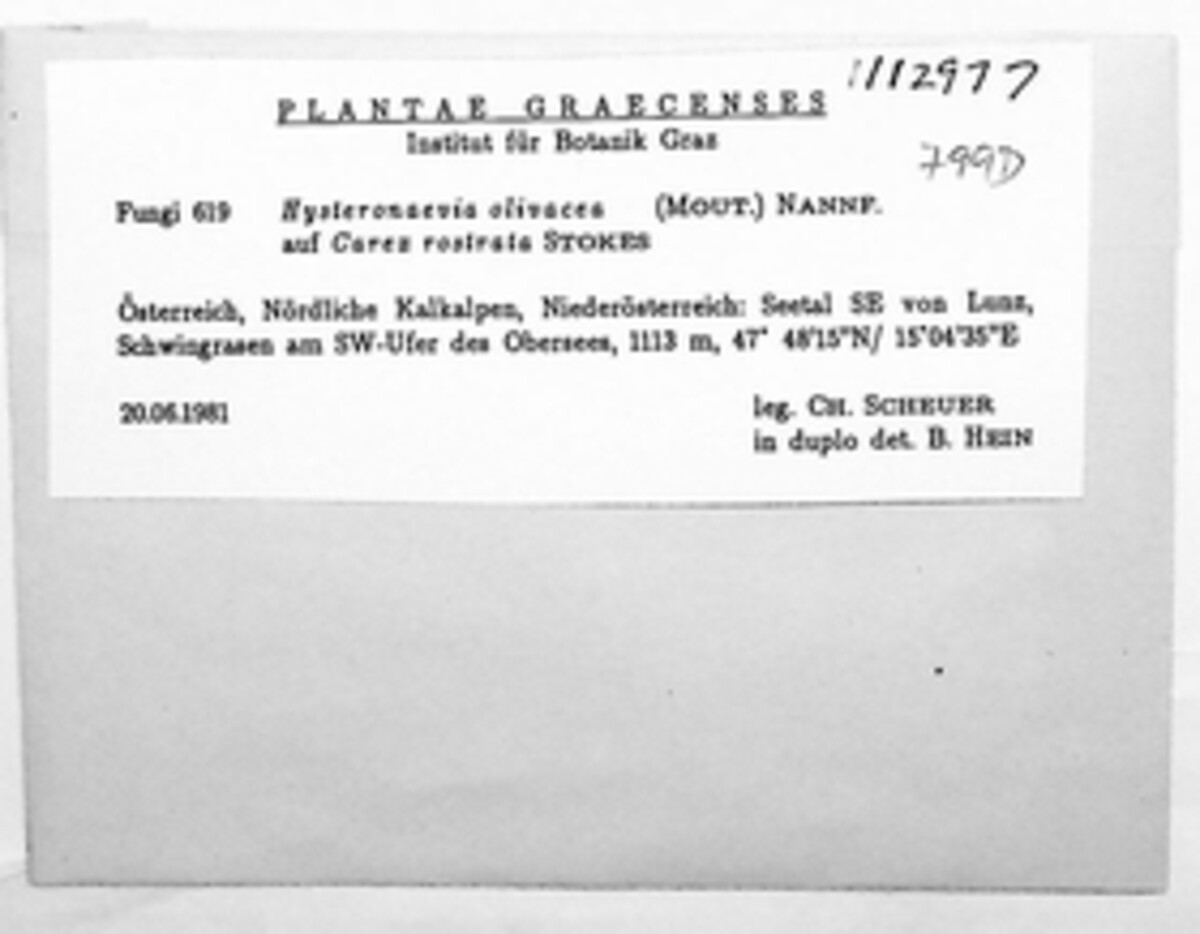 1112977
PLANTAE GRAECENSES
Institut für Botanik Graz
799D
Fungi 619 Hysteronaevia olivacea (MOUT.) NANNF.
auf Carex rostrata STOKES
Österreich, Nördliche Kalkalpen, Niederösterreich: Seetal SE von Lunz,
Schwingrasen am SW-Ufer des Obersees, 1113 m, 47° 48'15"N/ 15°04'35"E
20.06.1981
leg. CH. SCHEUER
in duplo det. B. HEIN